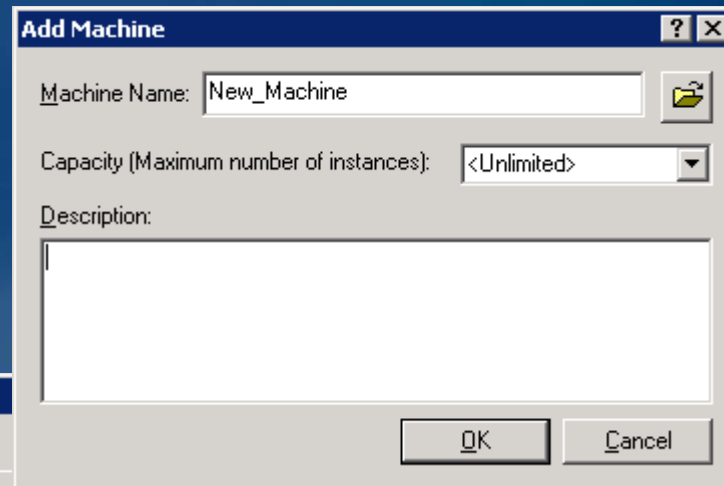 Add Machine
Machine Name: New_Machine
Capacity (Maximum number of instances): <Unlimited>
Description:
OK Cancel